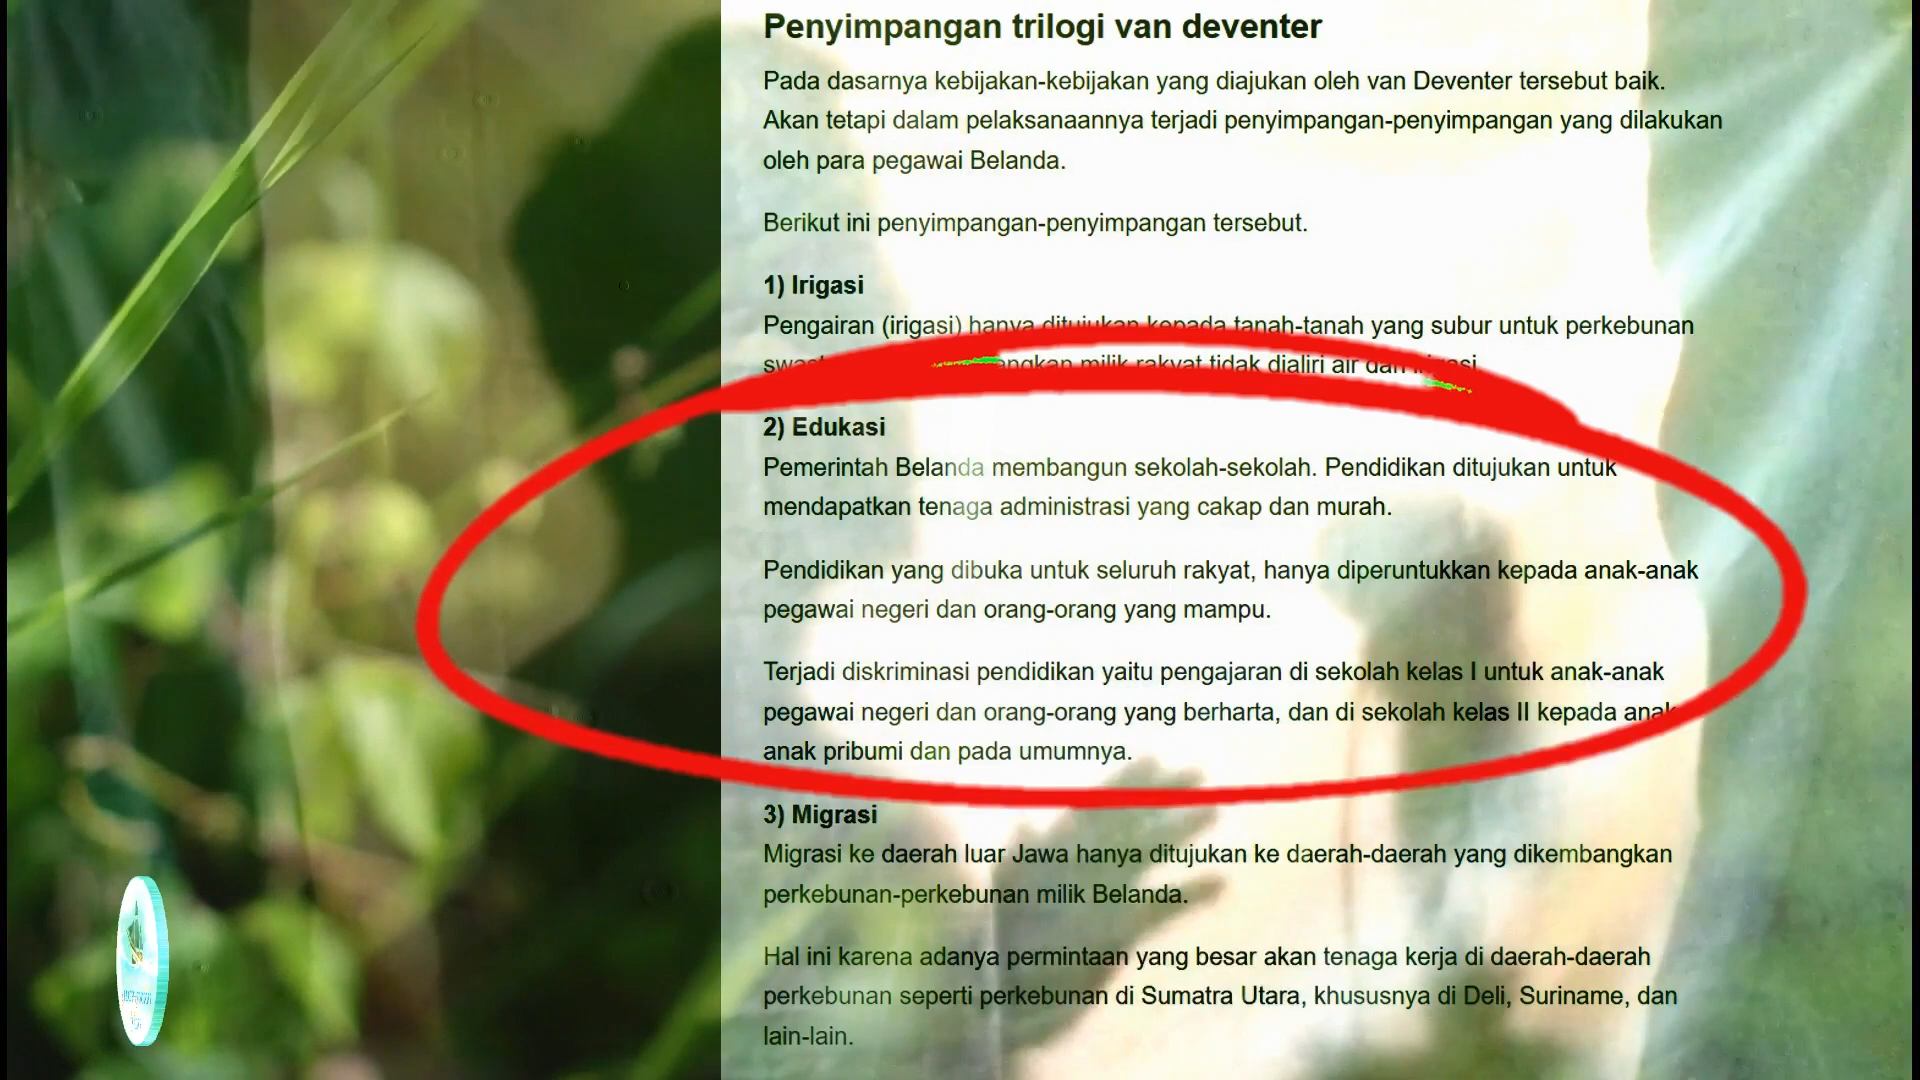 Penyimpangan trilogi van deventer
Pada dasarnya kebijakan-kebijakan yang diajukan oleh van Deventer tersebut baik.
Akan tetapi dalam pelaksanaannya terjadi penyimpangan-penyimpangan yang dilakukan
oleh para pegawai Belanda.
Berikut ini penyimpangan-penyimpangan tersebut.
1) Irigasi
Pengairan (irigasi) hanya ditujukan kepada tanah-tanah yang subur untuk perkebunan
milik rakyat tidak dialiri air dari
2) Edukasi
Pemerintah Belanda membangun sekolah-sekolah. Pendidikan ditujukan untuk
mendapatkan tenaga administrasi yang cakap dan murah.
Pendidikan yang dibuka untuk seluruh rakyat, hanya diperuntukkan kepada anak-anak
pegawai negeri dan orang-orang yang mampu.
Terjadi diskriminasi pendidikan yaitu pengajaran di sekolah kelas I untuk anak-anak
pegawai negeri dan orang-orang yang berharta, dan di sekolah kelas II kepada anak-
anak pribumi dan pada umumnya.
3) Migrasi
Migrasi ke daerah luar Jawa hanya ditujukan ke daerah-daerah yang dikembangkan
perkebunan-perkebunan milik Belanda.
Hal ini karena adanya permintaan yang besar akan tenaga kerja di daerah-daerah
perkebunan seperti perkebunan di Sumatra Utara, khususnya di Deli, Suriname, dan
lain-lain.